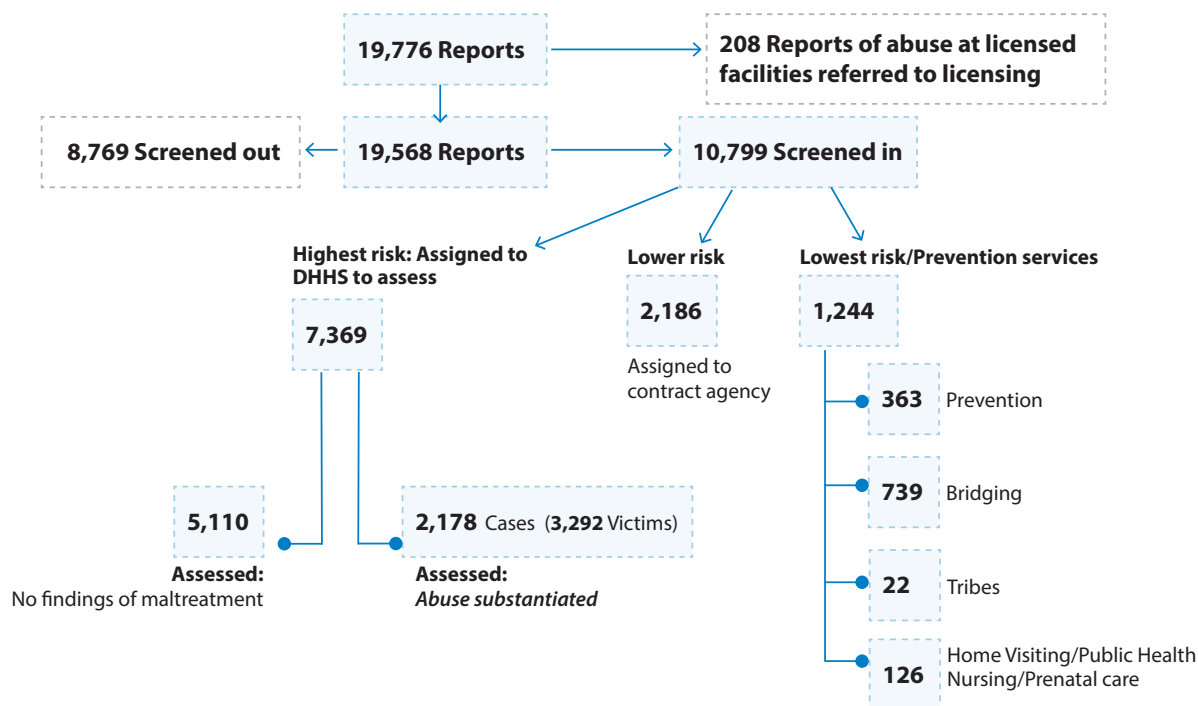 19,776 Reports
208 Reports of abuse at licensed
facilities referred to licensing
8,769 Screened out
19,568 Reports
10,799 Screened in
Highest risk: Assigned to
DHHS to assess
7,369
Lower risk
2,186
Assigned to
contract agency
Lowest risk/Prevention services
1,244
363 Prevention
739 Bridging
22 Tribes
126
Home Visiting/Public Health
Nursing/Prenatal care
5,110
Assessed:
No findings of maltreatment
2,178 Cases (3,292 Victims)
Assessed:
Abuse substantiated